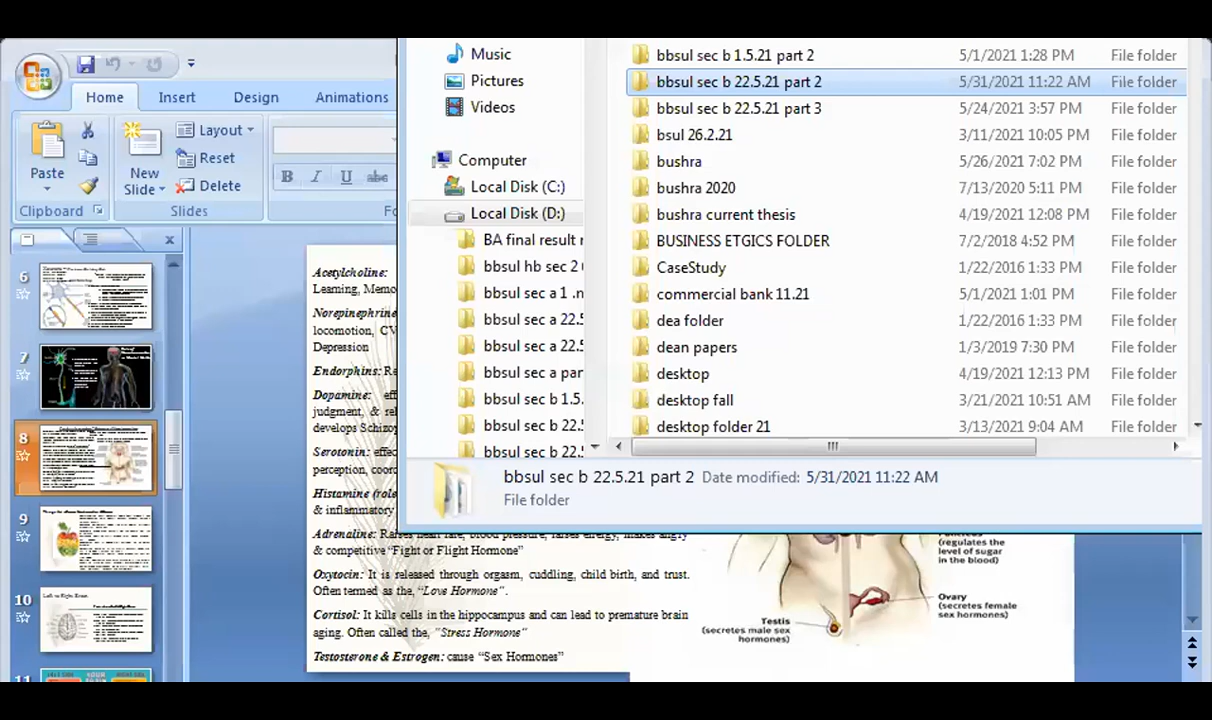 Home
Insert
Design
Animations
Paste
Clipboard
New
Slide
Layout
Reset
Delete
Slides
B I U abc
6
7
8
9
10
11
Acetylcholine:
Learning, Memo
Norepinephrine
locomotion, CV
Depression
Endorphins: Re
Dopamine: eff
judgment, & rel
develops Schizo
Serotonin: effec
perception, coor
Histamine (role
& inflammatory
Adrenaline: Raises heart rate, blood pressure, raises energy, makes angry
& competitive "Fight or Flight Hormone"
Oxytocin: It is released through orgasm, cuddling, child birth, and trust.
Often termed as the, "Love Hormone".
Cortisol: It kills cells in the hippocampus and can lead to premature brain
aging. Often called the, "Stress Hormone"
Testosterone & Estrogen: cause "Sex Hormones"
Pancreas
(regulates the
level of sugar
in the blood)
Ovary
(secretes female
sex hormones)
Testis
(secretes male sex
hormones)
Music
Pictures
Videos
Computer
Local Disk (C:)
Local Disk (D:)
BA final result r
bbsul hb sec 2
bbsul sec a 1 .n
bbsul sec a 22.5
bbsul sec a 22.5
bbsul sec a par
bbsul sec b 1.5.
bbsul sec b 22.
bbsul sec b 22.
bbsul sec b 1.5.21 part 2 5/1/2021 1:28 PM File folder
bbsul sec b 22.5.21 part 2 5/31/2021 11:22 AM File folder
bbsul sec b 22.5.21 part 3 5/24/2021 3:57 PM File folder
bsul 26.2.21 3/11/2021 10:05 PM File folder
bushra 5/26/2021 7:02 PM File folder
bushra 2020 7/13/2020 5:11 PM File folder
bushra current thesis 4/19/2021 12:08 PM File folder
BUSINESS ETGICS FOLDER 7/2/2018 4:52 PM File folder
CaseStudy 1/22/2016 1:33 PM File folder
commercial bank 11.21 5/1/2021 1:01 PM File folder
dea folder 1/22/2016 1:33 PM File folder
dean papers 1/3/2019 7:30 PM File folder
desktop 4/19/2021 12:13 PM File folder
desktop fall 3/21/2021 10:51 AM File folder
desktop folder 21 3/13/2021 9:04 AM File folder
bbsul sec b 22.5.21 part 2 Date modified: 5/31/2021 11:22 AM
File folder